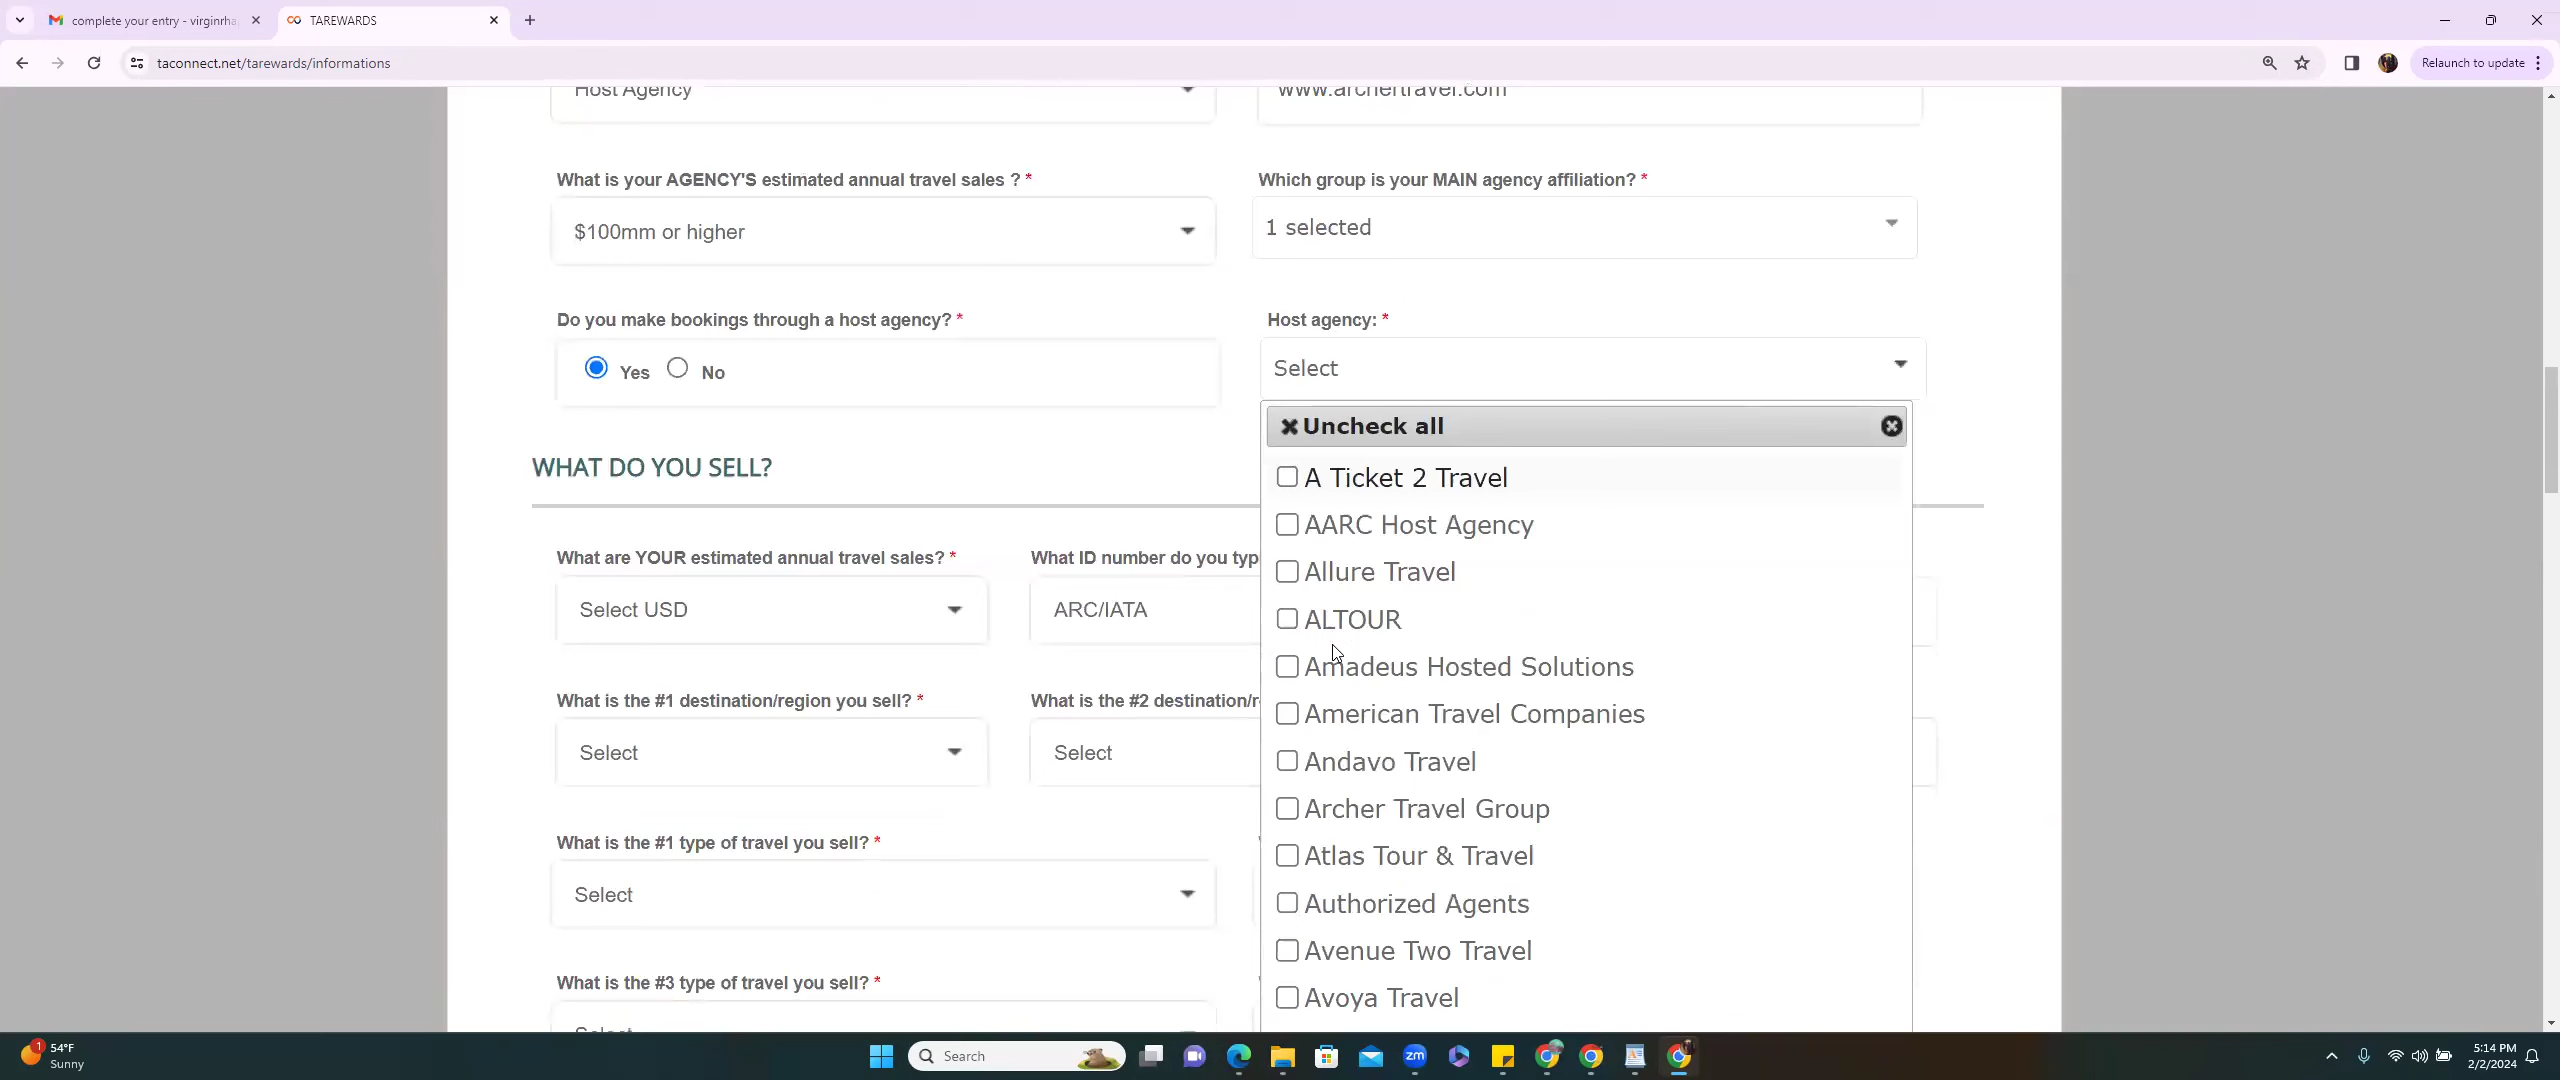 complete your entry - virginrha
TAREWARDS
taconnect.net/tarewards/informations
Relaunch to update
Host Agency
www.archertravel.com
What is your AGENCY'S estimated annual travel sales ? *
Which group is your MAIN agency affiliation? *
$100mm or higher
1 selected
Do you make bookings through a host agency? *
Host agency: *
Yes
No
Select
Uncheck all
A Ticket 2 Travel
AARC Host Agency
Allure Travel
ALTOUR
Amadeus Hosted Solutions
American Travel Companies
Andavo Travel
Archer Travel Group
Atlas Tour & Travel
Authorized Agents
Avenue Two Travel
Avoya Travel
WHAT DO YOU SELL?
What are YOUR estimated annual travel sales? *
What ID number do you typ
Select USD
ARC/IATA
What is the #1 destination/region you sell? *
What is the #2 destination/r
Select
Select
What is the #1 type of travel you sell? *
Select
What is the #3 type of travel you sell? *
Select
1
54°F
Sunny
Search
zm
5:14 PM
2/2/2024